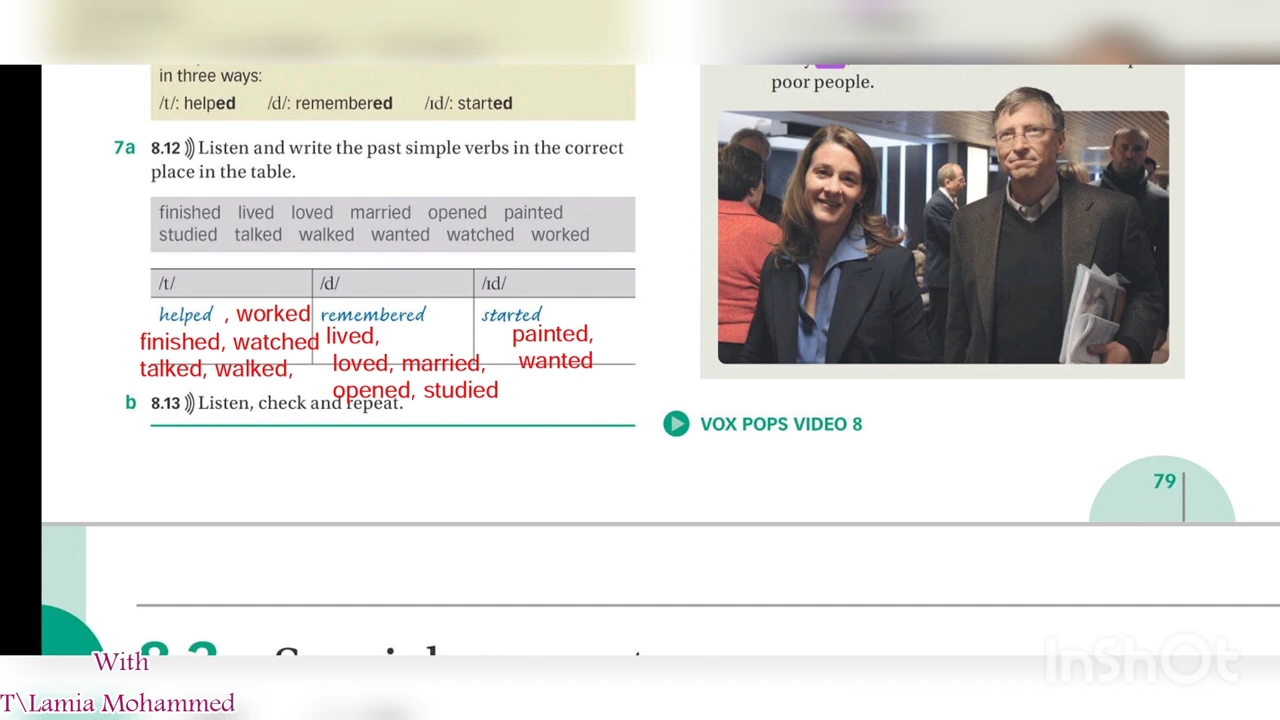 in three ways:
/t/: helped /d/: remembered /ɪd/: started
7a 8.12 Listen and write the past simple verbs in the correct
place in the table.
finished lived loved married opened painted
studied talked walked wanted watched worked
/t/ /d/ /ɪd/
helped , worked remembered started
finished, watched lived, painted,
talked, walked, loved, married, wanted
opened, studied
b 8.13 Listen, check and repeat.
poor people.
VOX POPS VIDEO 8
79
With
T\Lamia Mohammed
InShOt